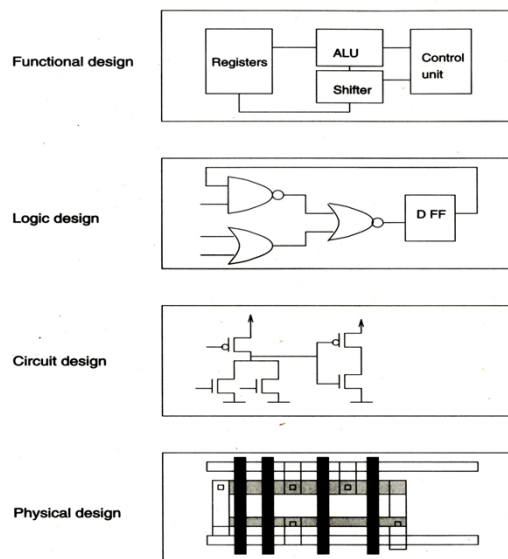 Functional design
Registers
ALU
Shifter
Control
unit
Logic design
D FF
Circuit design
Physical design